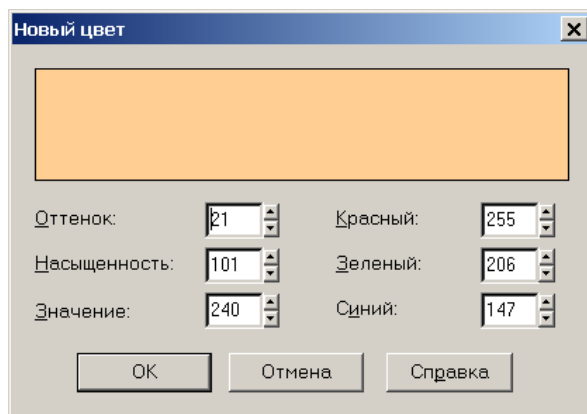 Новый цвет
Оттенок: 21 Красный: 255
Насыщенность: 101 Зеленый: 206
Значение: 240 Синий: 147
OK Отмена Справка